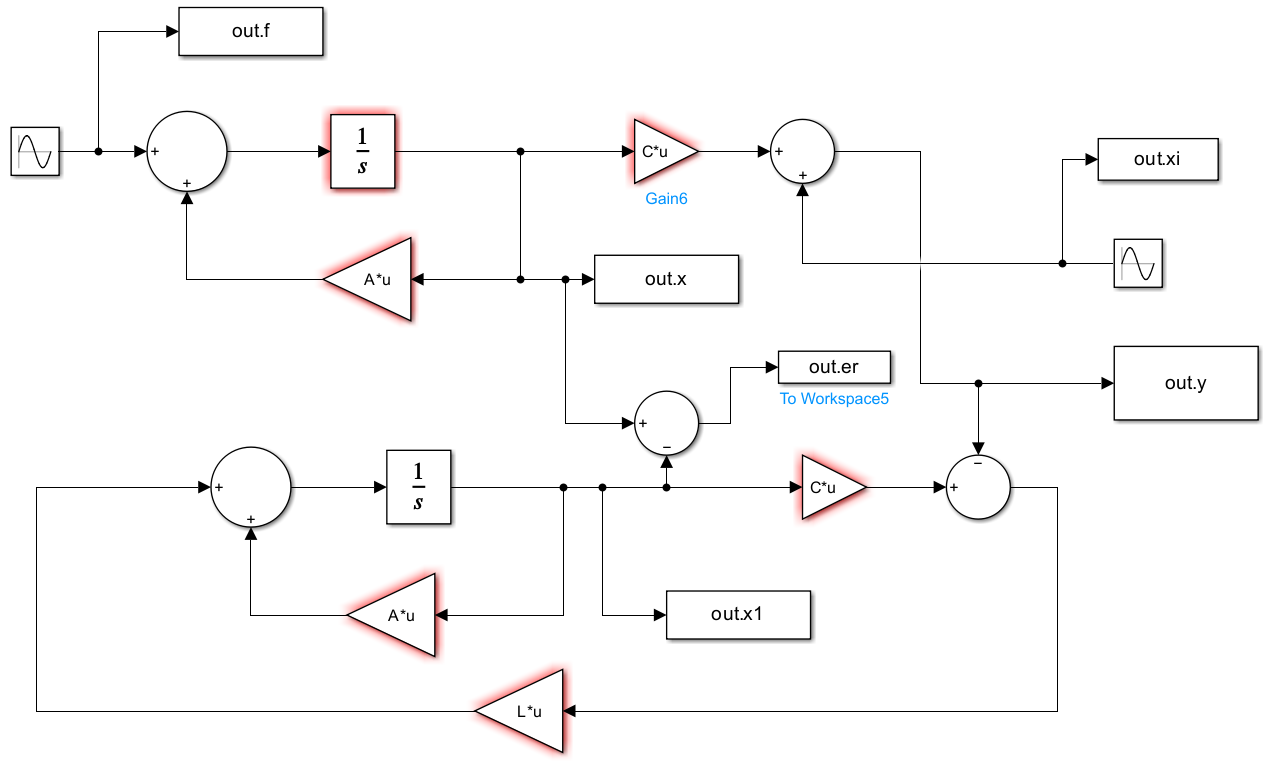 out.f
+
+
1
s
C*u
Gain6
+
+
out.xi
A*u
out.x
out.er
To Workspace5
+
−
out.y
+
+
1
s
C*u
−
+
A*u
out.x1
L*u